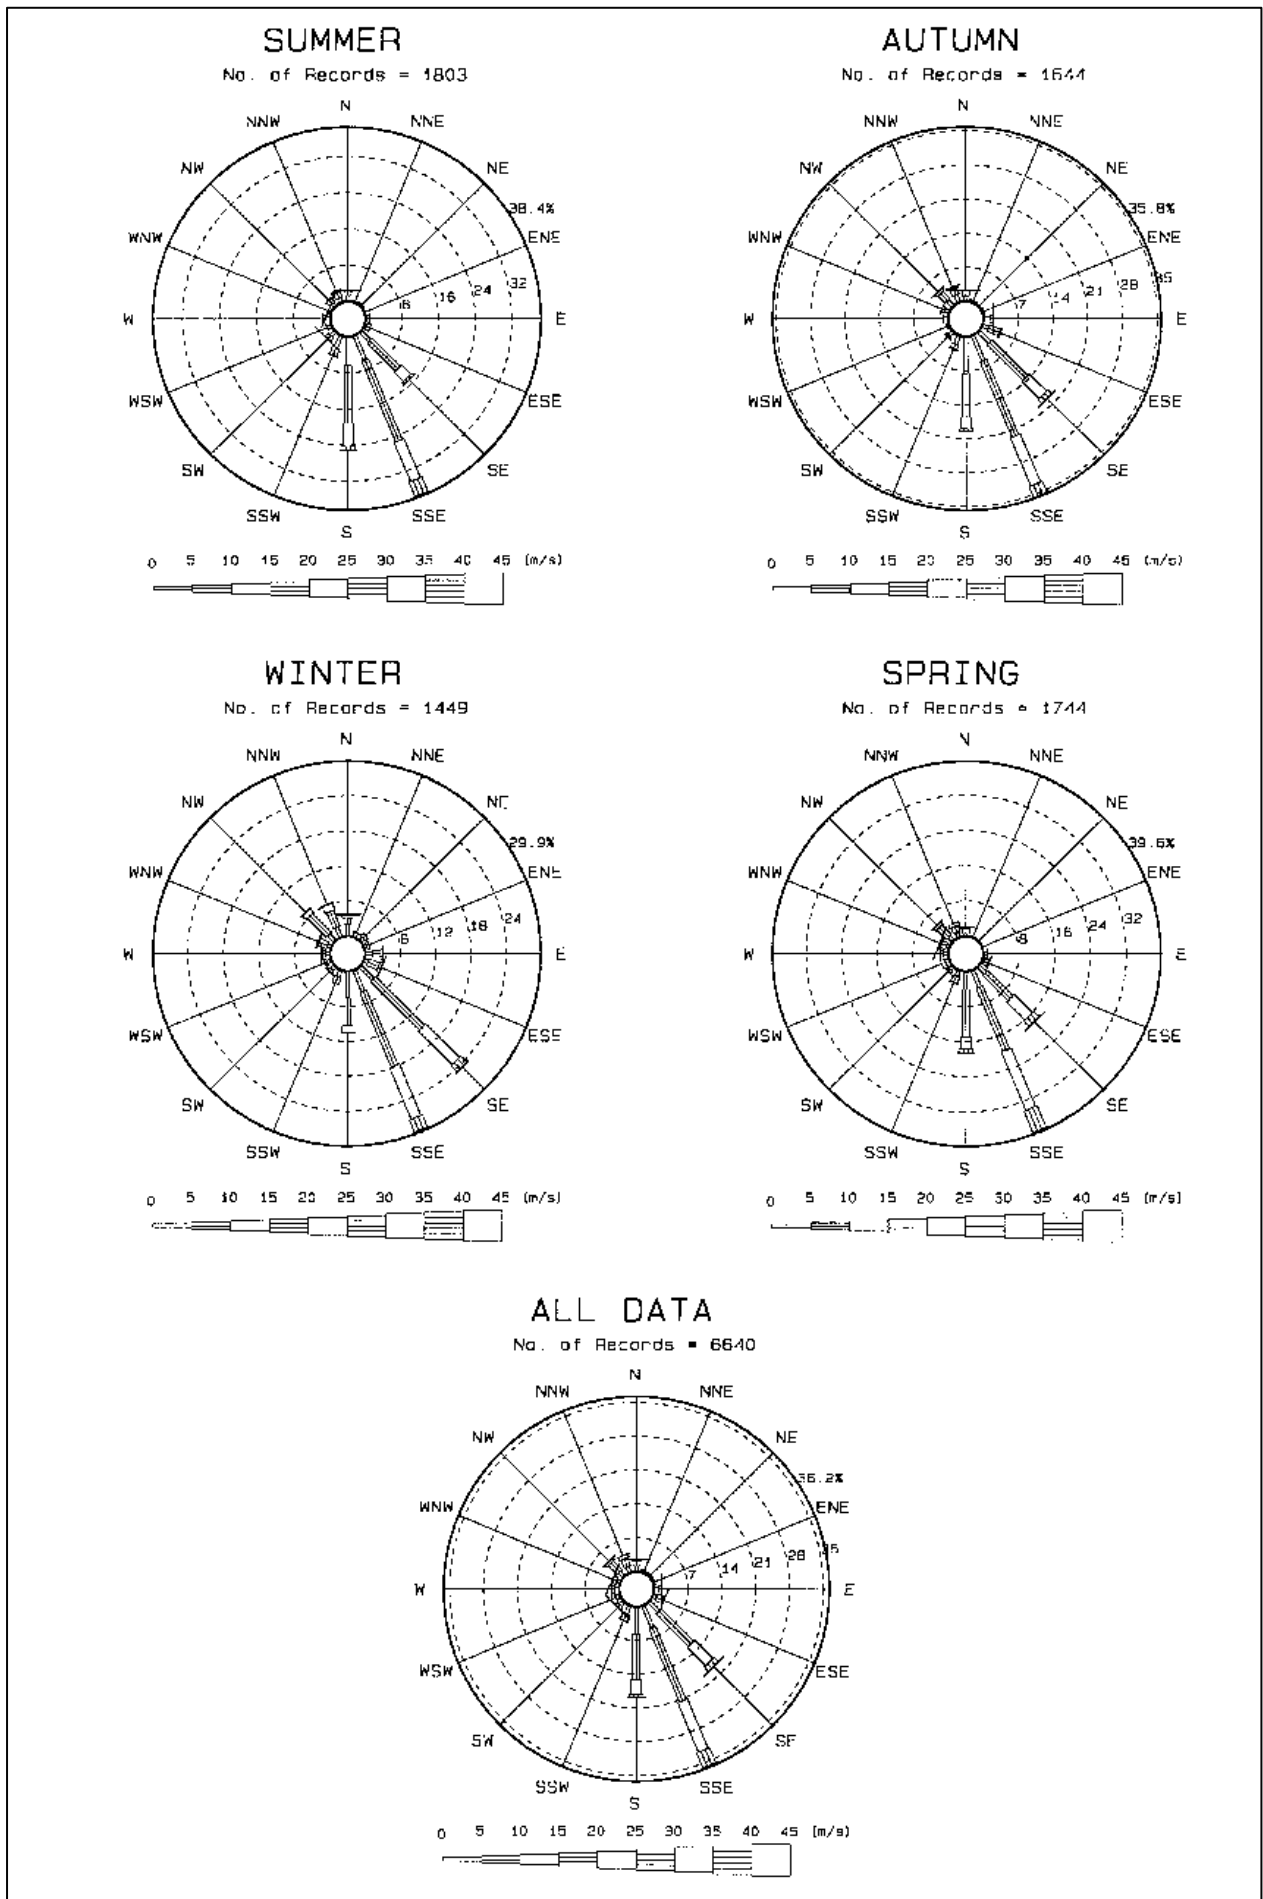 SUMMER
No. of Records = 1803
N
NNW NNE
NW NE
38.4%
WNW ENE
8 16 24 32
W E
WSW ESE
SW SE
SSW SSE
S
0 5 10 15 20 25 30 35 40 45 (m/s)
AUTUMN
No. of Records = 1644
N
NNW NNE
NW NE
35.8%
WNW ENE
7 14 21 28 35
W E
WSW ESE
SW SE
SSW SSE
S
0 5 10 15 20 25 30 35 40 45 (m/s)
WINTER
No. of Records = 1449
N
NNW NNE
NW NE
29.9%
WNW ENE
6 12 18 24
W E
WSW ESE
SW SE
SSW SSE
S
0 5 10 15 20 25 30 35 40 45 (m/s)
SPRING
No. of Records = 1744
N
NNW NNE
NW NE
39.6%
WNW ENE
8 16 24 32
W E
WSW ESE
SW SE
SSW SSE
S
0 5 10 15 20 25 30 35 40 45 (m/s)
ALL DATA
No. of Records = 6640
N
NNW NNE
NW NE
36.2%
WNW ENE
7 14 21 28 35
W E
WSW ESE
SW SE
SSW SSE
S
0 5 10 15 20 25 30 35 40 45 (m/s)